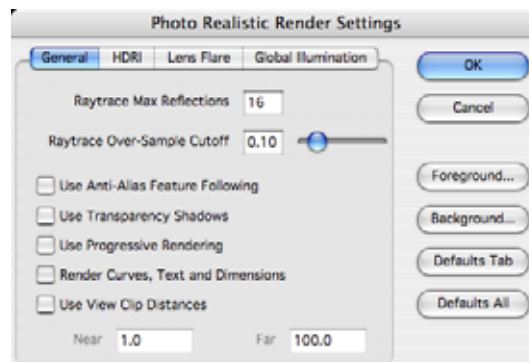 Photo Realistic Render Settings
General HDRI Lens Flare Global Illumination
OK
Raytrace Max Reflections 16
Cancel
Raytrace Over-Sample Cutoff 0.10
Use Anti-Alias Feature Following
Foreground...
Use Transparency Shadows
Background...
Use Progressive Rendering
Defaults Tab
Render Curves, Text and Dimensions
Use View Clip Distances
Defaults All
Near 1.0 Far 100.0